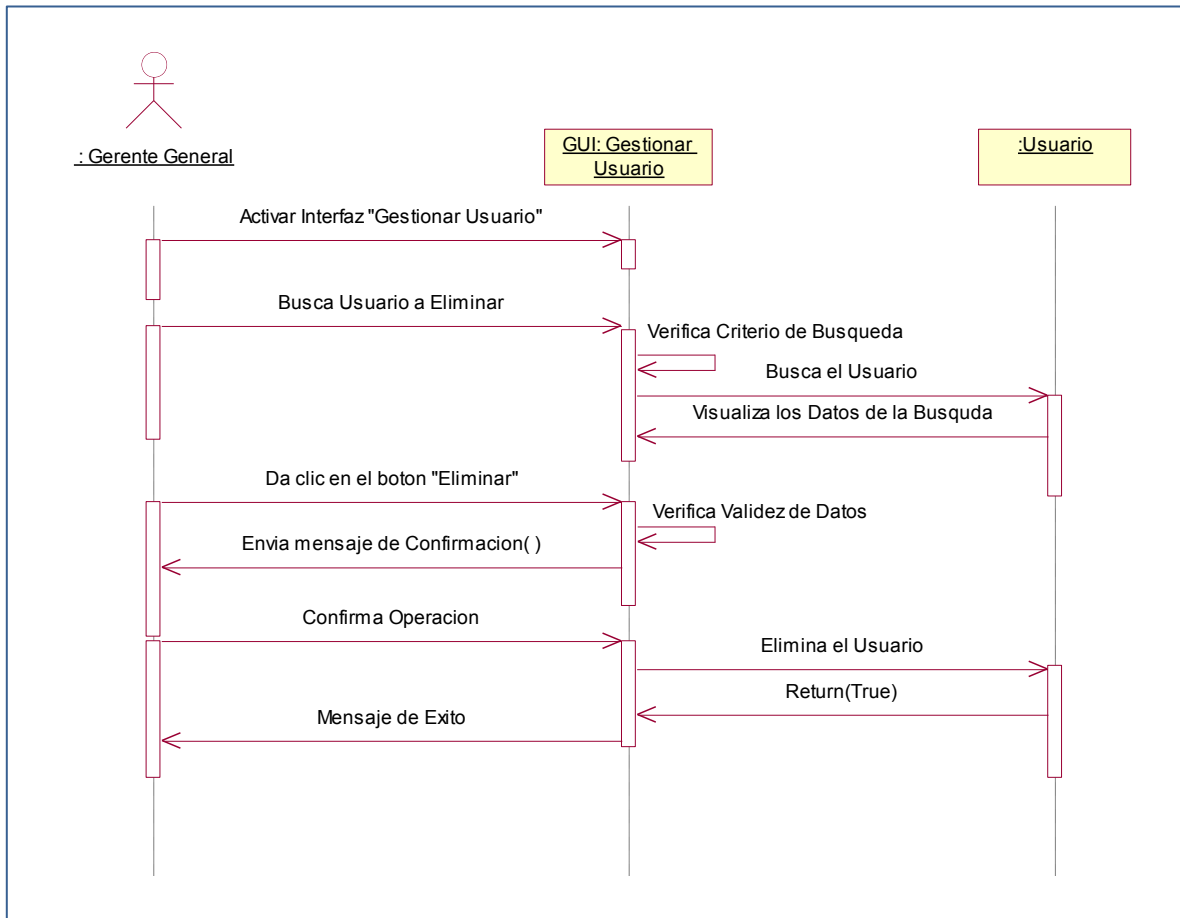 : Gerente General
GUI: Gestionar
Usuario
:Usuario
Activar Interfaz "Gestionar Usuario"
Busca Usuario a Eliminar
Verifica Criterio de Busqueda
Busca el Usuario
Visualiza los Datos de la Busquda
Da clic en el boton "Eliminar"
Verifica Validez de Datos
Envia mensaje de Confirmacion( )
Confirma Operacion
Elimina el Usuario
Return(True)
Mensaje de Exito